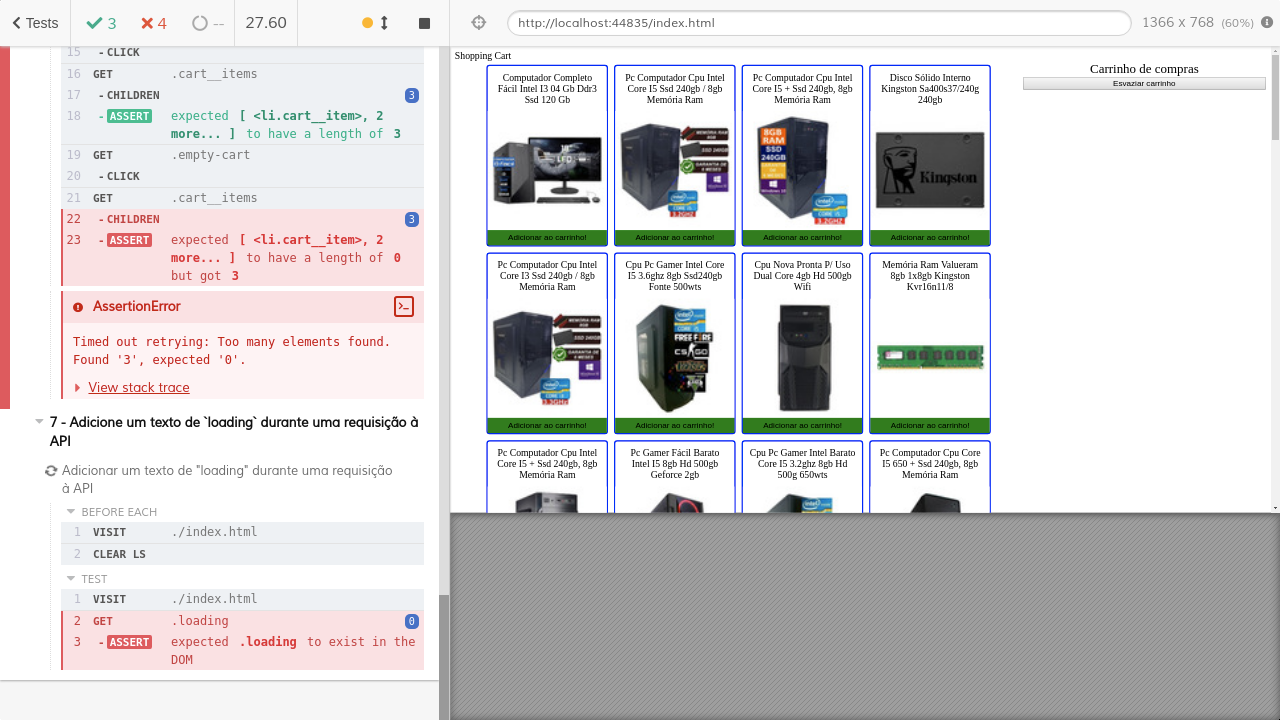 Tests
3
4
--
27.60
http://localhost:44835/index.html
1366 x 768 (60%)
15 -CLICK
16 GET .cart__items
17 -CHILDREN 3
18 -ASSERT expected [ <li.cart__item>, 2
more... ] to have a length of 3
19 GET .empty-cart
20 -CLICK
21 GET .cart__items
22 -CHILDREN 3
23 -ASSERT expected [ <li.cart__item>, 2
more... ] to have a length of 0
but got 3
AssertionError
Timed out retrying: Too many elements found.
Found '3', expected '0'.
View stack trace
7 - Adicione um texto de `loading` durante uma requisição à
API
Adicionar um texto de "loading" durante uma requisição
à API
BEFORE EACH
1 VISIT ./index.html
2 CLEAR LS
TEST
1 VISIT ./index.html
2 GET .loading 0
3 -ASSERT expected .loading to exist in the
DOM
Shopping Cart
Computador Completo
Fácil Intel I3 04 Gb Ddr3
Ssd 120 Gb
Adicionar ao carrinho!
Pc Computador Cpu Intel
Core I5 Ssd 240gb / 8gb
Memória Ram
Adicionar ao carrinho!
Pc Computador Cpu Intel
Core I5 + Ssd 240gb, 8gb
Memória Ram
8GB
RAM
SSD
240GB
Adicionar ao carrinho!
Disco Sólido Interno
Kingston Sa400s37/240g
240gb
Kingston
Adicionar ao carrinho!
Carrinho de compras
Esvaziar carrinho
Pc Computador Cpu Intel
Core I3 Ssd 240gb / 8gb
Memória Ram
Adicionar ao carrinho!
Cpu Pc Gamer Intel Core
I5 3.6ghz 8gb Ssd240gb
Fonte 500wts
FREE FIRE
CS:GO
Adicionar ao carrinho!
Cpu Nova Pronta P/ Uso
Dual Core 4gb Hd 500gb
Wifi
Adicionar ao carrinho!
Memória Ram Valueram
8gb 1x8gb Kingston
Kvr16n11/8
Adicionar ao carrinho!
Pc Computador Cpu Intel
Core I5 + Ssd 240gb, 8gb
Memória Ram
Pc Gamer Fácil Barato
Intel I5 8gb Hd 500gb
Geforce 2gb
Cpu Pc Gamer Intel Barato
Core I5 3.2ghz 8gb Hd
500g 650wts
Pc Computador Cpu Core
I5 650 + Ssd 240gb, 8gb
Memória Ram